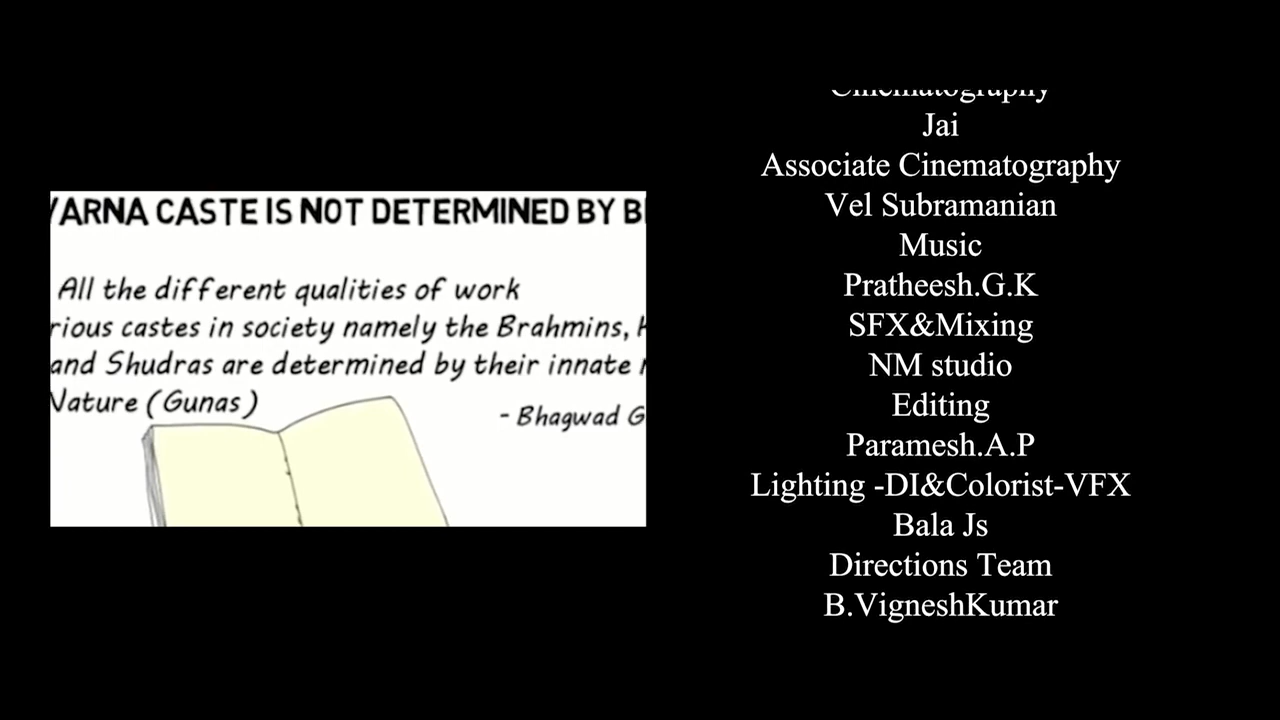 VARNA CASTE IS NOT DETERMINED BY
All the different qualities of work
rious castes in society namely the Brahmins,
and Shudras are determined by their innate
Nature (Gunas)
- Bhagwad G
Cinematography
Jai
Associate Cinematography
Vel Subramanian
Music
Pratheesh.G.K
SFX&Mixing
NM studio
Editing
Paramesh.A.P
Lighting -DI&Colorist-VFX
Bala Js
Directions Team
B.VigneshKumar